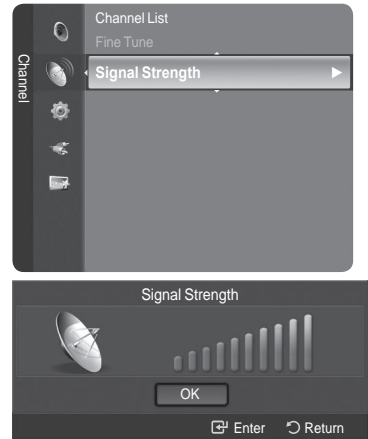 Channel
Channel List
Fine Tune
Signal Strength
Signal Strength
OK
Enter Return